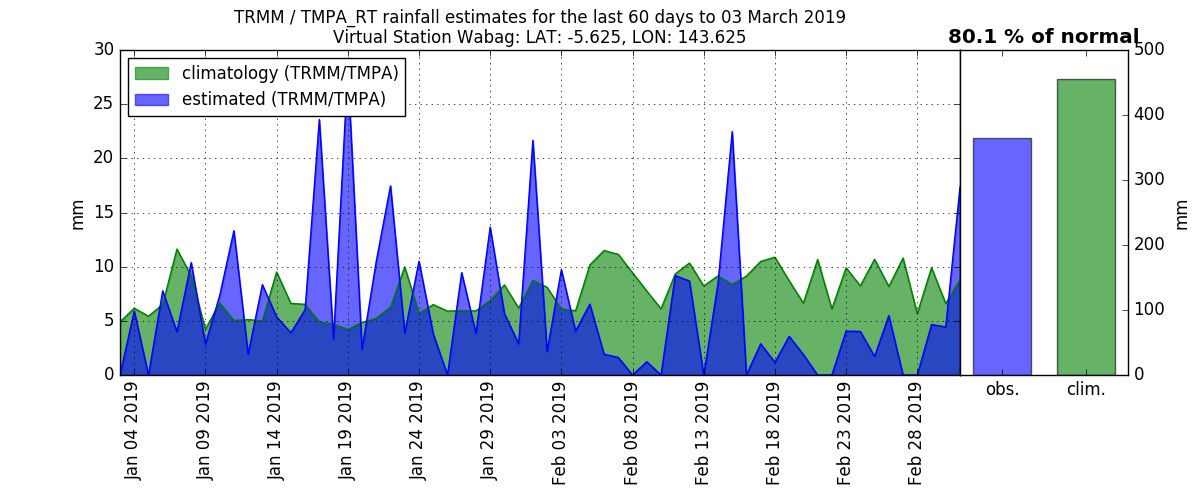 TRMM / TMPA_RT rainfall estimates for the last 60 days to 03 March 2019
Virtual Station Wabag: LAT: -5.625, LON: 143.625
80.1 % of normal
climatology (TRMM/TMPA)
estimated (TRMM/TMPA)
30
25
20
15
10
5
0
mm
Jan 04 2019
Jan 09 2019
Jan 14 2019
Jan 19 2019
Jan 24 2019
Jan 29 2019
Feb 03 2019
Feb 08 2019
Feb 13 2019
Feb 18 2019
Feb 23 2019
Feb 28 2019
obs.
clim.
500
400
300
200
100
0
mm